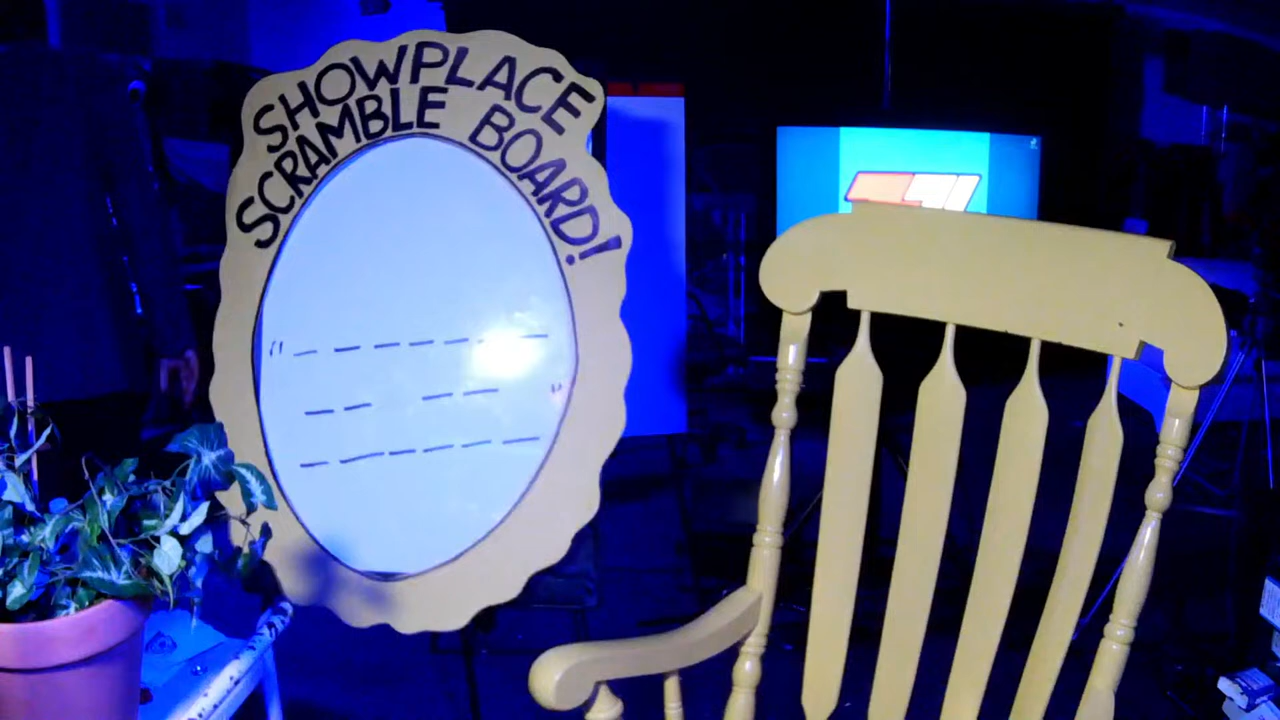 SHOWPLACE
SCRAMBLE BOARD!
" _ _ _ _ _ _ _
_ _ _ _ "
_ _ _ _ _